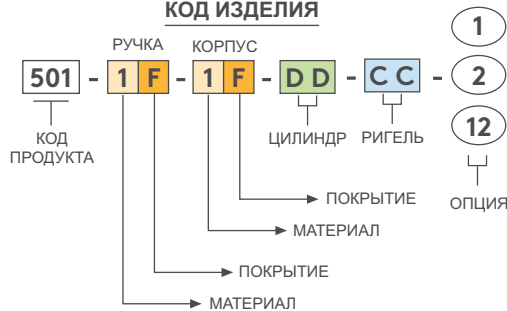 КОД ИЗДЕЛИЯ
РУЧКА КОРПУС
501 - 1 F - 1 F - D D - C C - 1
2
12
КОД
ПРОДУКТА
ЦИЛИНДР РИГЕЛЬ
ОПЦИЯ
ПОКРЫТИЕ
МАТЕРИАЛ
ПОКРЫТИЕ
МАТЕРИАЛ